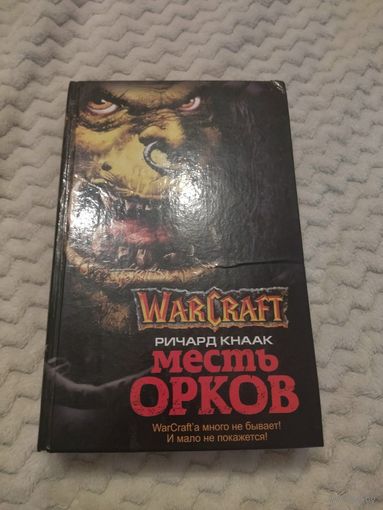 WARCRAFT
РИЧАРД КНААК
месть
ОРКОВ
WarCraft'a много не бывает!
И мало не покажется!